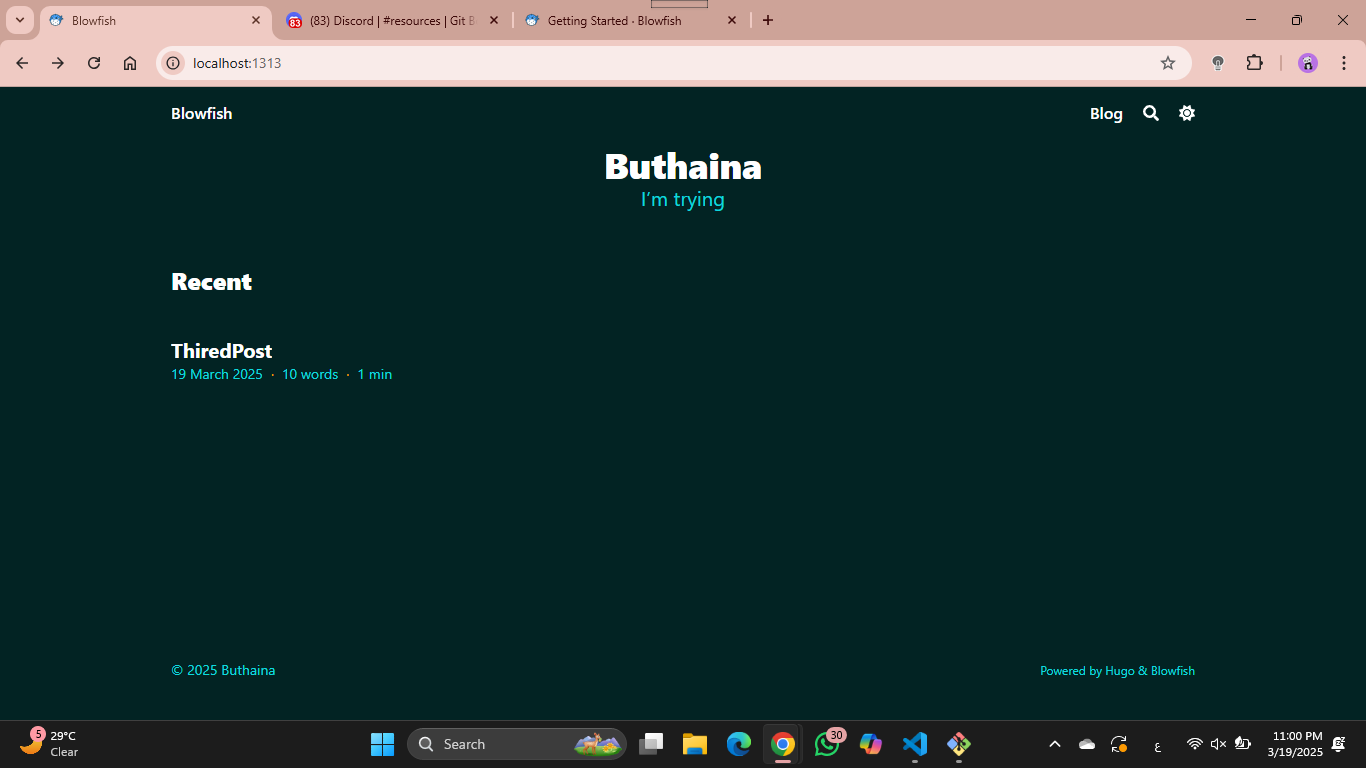 Blowfish
(83) Discord | #resources | Git B
Getting Started · Blowfish
localhost:1313
Blowfish
Blog
Buthaina
I'm trying
Recent
ThiredPost
19 March 2025 · 10 words · 1 min
© 2025 Buthaina
Powered by Hugo & Blowfish
5
29°C
Clear
Search
30
ع
11:00 PM
3/19/2025